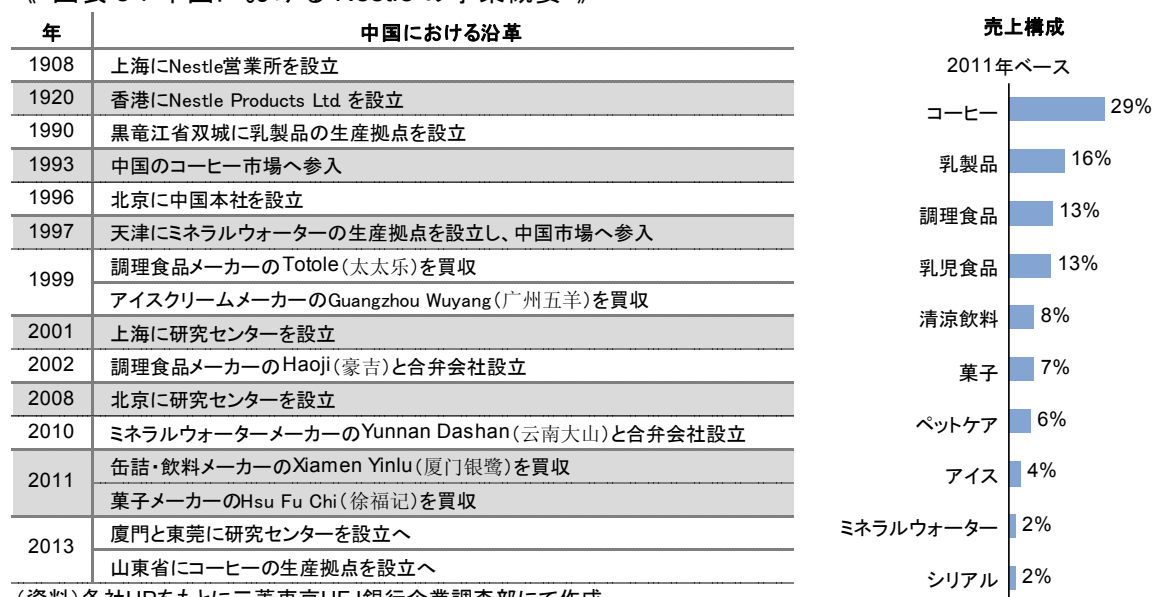 年 中国における沿革
1908 上海にNestle営業所を設立
1920 香港にNestle Products Ltd を設立
1990 黒竜江省双城に乳製品の生産拠点を設立
1993 中国のコーヒー市場へ参入
1996 北京に中国本社を設立
1997 天津にミネラルウォーターの生産拠点を設立し、中国市場へ参入
1999 調理食品メーカーのTotole(太太乐)を買収
アイスクリームメーカーのGuangzhou Wuyang(广州五羊)を買収
2001 上海に研究センターを設立
2002 調理食品メーカーのHaoji(豪吉)と合弁会社設立
2008 北京に研究センターを設立
2010 ミネラルウォーターメーカーのYunnan Dashan(云南大山)と合弁会社設立
2011 缶詰・飲料メーカーのXiamen Yinlu(厦门银鹭)を買収
菓子メーカーのHsu Fu Chi(徐福记)を買収
2013 廈門と東莞に研究センターを設立へ
山東省にコーヒーの生産拠点を設立へ
売上構成
2011年ベース
コーヒー 29%
乳製品 16%
調理食品 13%
乳児食品 13%
清涼飲料 8%
菓子 7%
ペットケア 6%
アイス 4%
ミネラルウォーター 2%
シリアル 2%